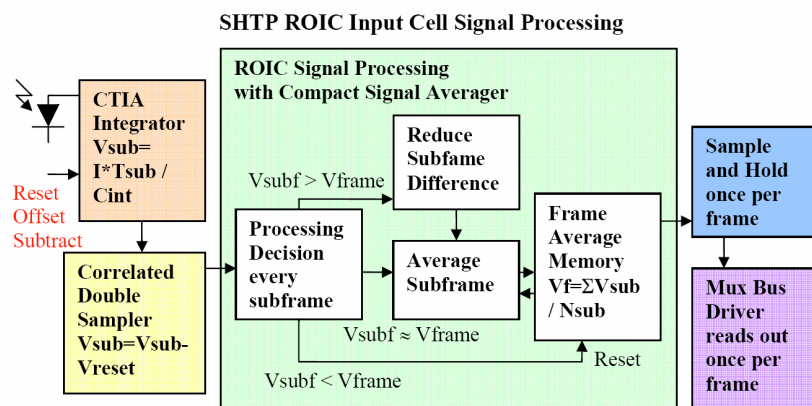 SHTP ROIC Input Cell Signal Processing
ROIC Signal Processing
with Compact Signal Averager
CTIA
Integrator
Vsub=
I*Tsub /
Cint
Reset
Offset
Subtract
Correlated
Double
Sampler
Vsub=Vsub-
Vreset
Processing
Decision
every
subframe
Vsubf > Vframe
Reduce
Subfame
Difference
Average
Subframe
Vsubf ≈ Vframe
Vsubf < Vframe
Frame
Average
Memory
Vf=ΣVsub
/ Nsub
Reset
Sample
and Hold
once per
frame
Mux Bus
Driver
reads out
once per
frame